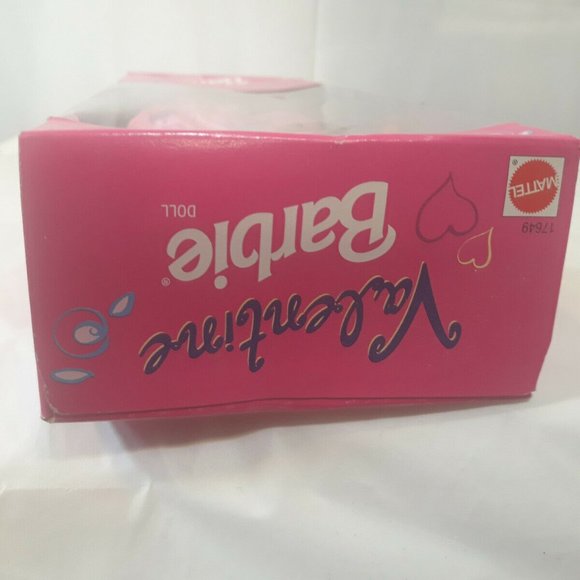 Valentine
Barbie®
DOLL
MATTEL®
17649